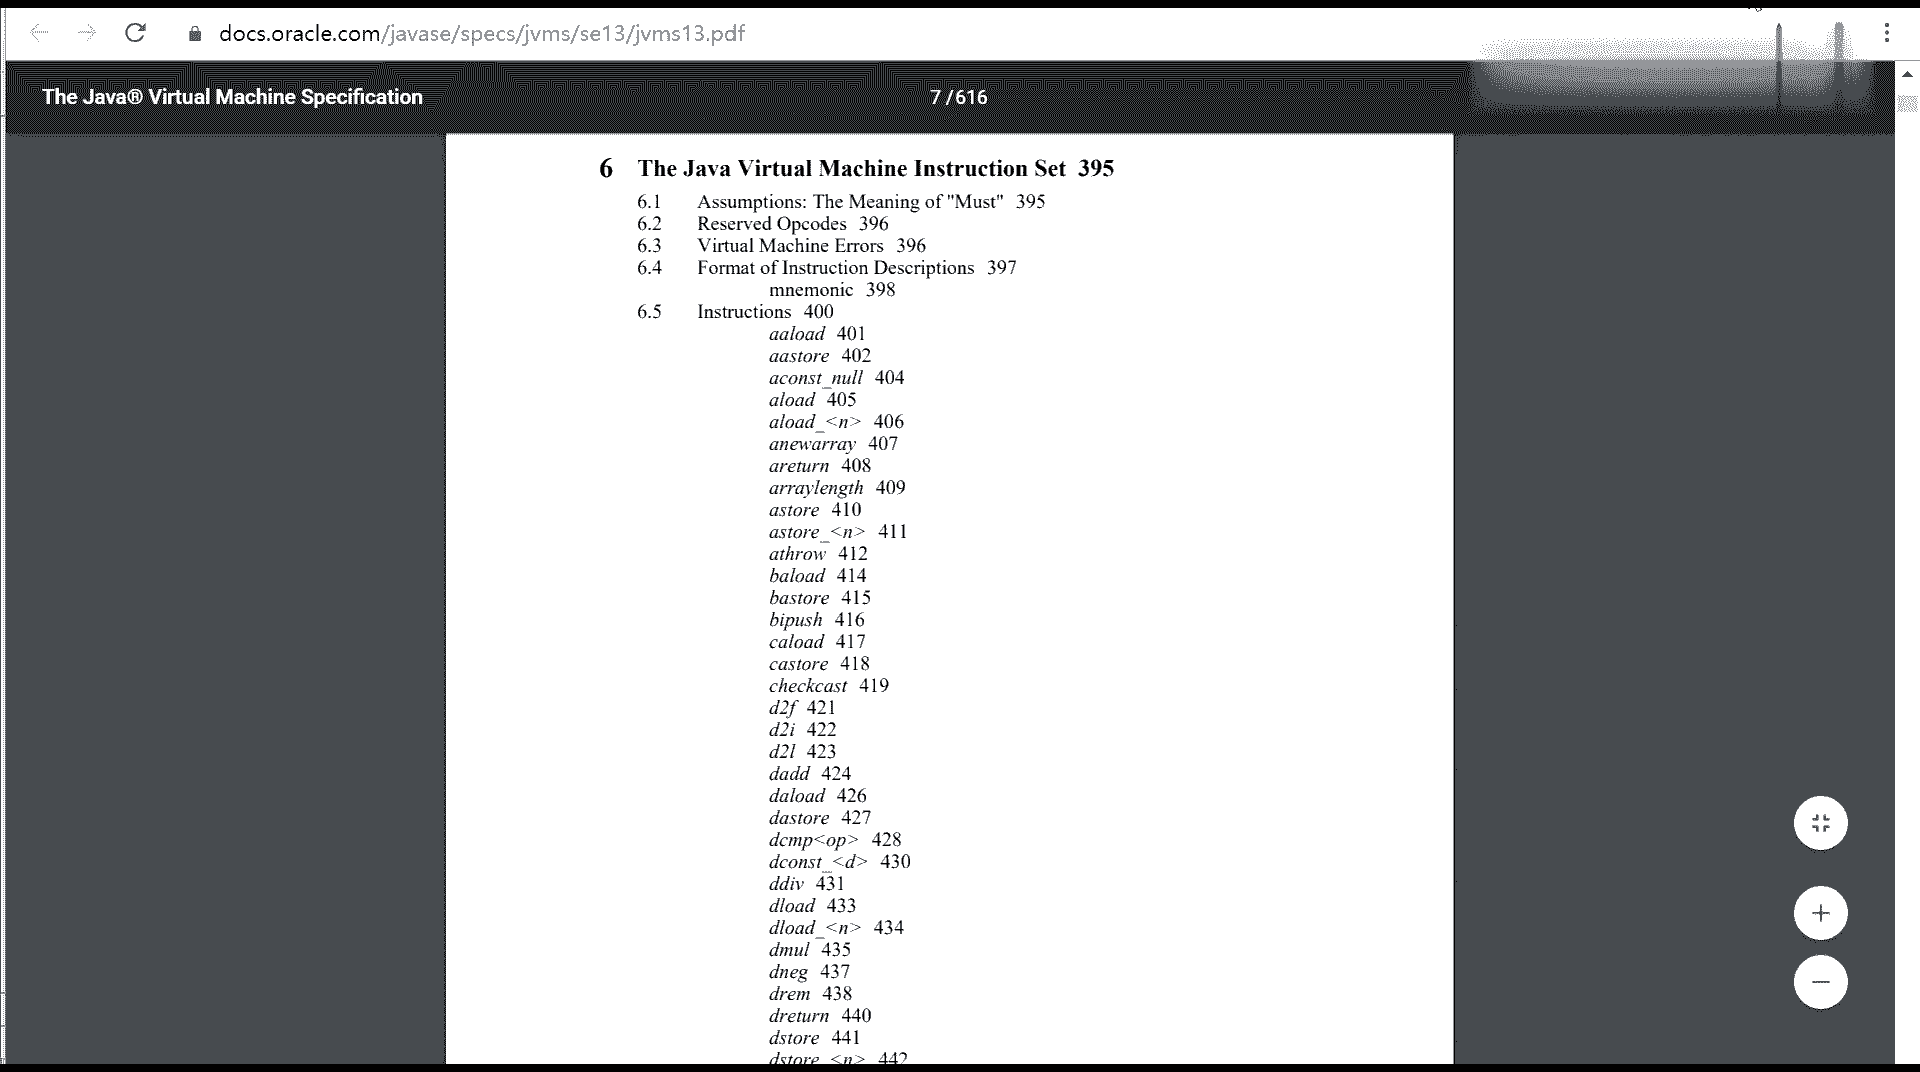 docs.oracle.com/javase/specs/jvms/se13/jvms13.pdf
The Java® Virtual Machine Specification
7 / 616
6 The Java Virtual Machine Instruction Set 395
6.1 Assumptions: The Meaning of "Must" 395
6.2 Reserved Opcodes 396
6.3 Virtual Machine Errors 396
6.4 Format of Instruction Descriptions 397
mnemonic 398
6.5 Instructions 400
aaload 401
aastore 402
aconst_null 404
aload 405
aload_<n> 406
anewarray 407
areturn 408
arraylength 409
astore 410
astore_<n> 411
athrow 412
baload 414
bastore 415
bipush 416
caload 417
castore 418
checkcast 419
d2f 421
d2i 422
d2l 423
dadd 424
daload 426
dastore 427
dcmp<op> 428
dconst_<d> 430
ddiv 431
dload 433
dload_<n> 434
dmul 435
dneg 437
drem 438
dreturn 440
dstore 441
dstore_<n> 442